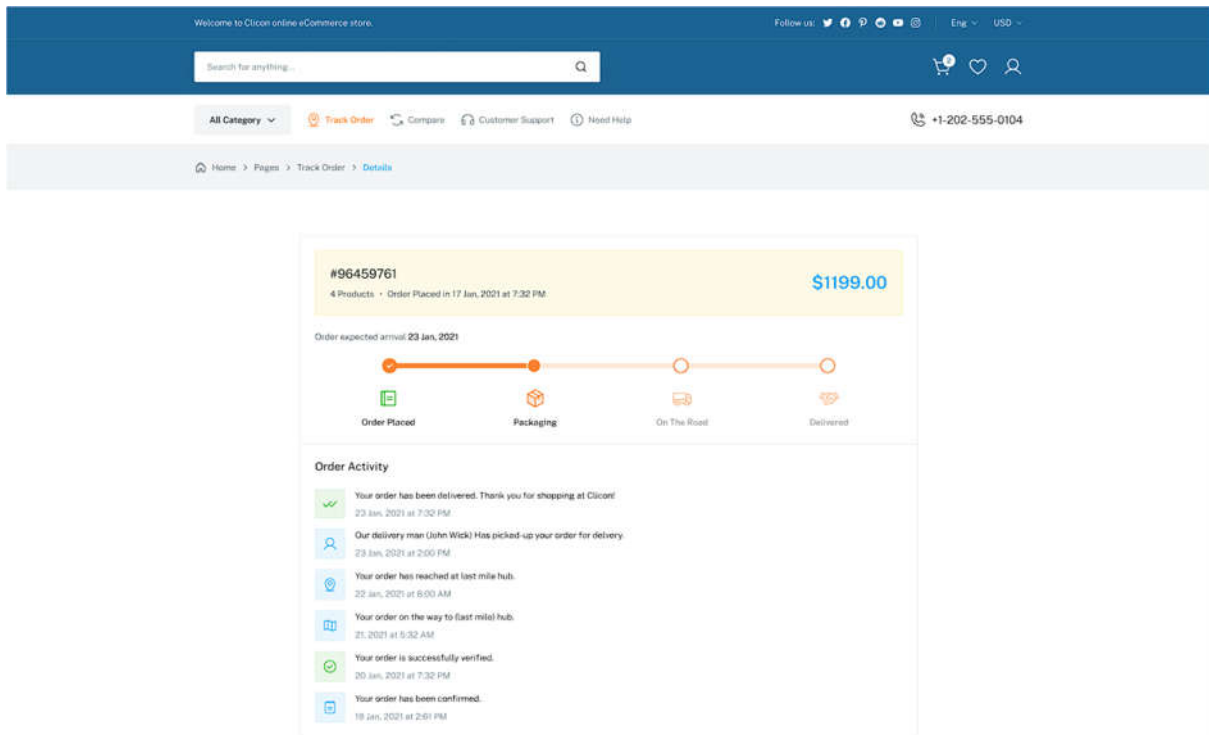 Welcome to Clicon online eCommerce store.
Follow us:
Eng
USD
Search for anything...
2
All Category
Track Order
Compare
Customer Support
Need Help
+1-202-555-0104
Home > Pages > Track Order > Details
#96459761
$1199.00
4 Products • Order Placed in 17 Jan, 2021 at 7:32 PM
Order expected arrival 23 Jan, 2021
Order Placed
Packaging
On The Road
Delivered
Order Activity
Your order has been delivered. Thank you for shopping at Clicon!
23 Jan, 2021 at 7:32 PM
Our delivery man (John Wick) Has picked-up your order for delvery.
23 Jan, 2021 at 2:00 PM
Your order has reached at last mile hub.
22 Jan, 2021 at 8:00 AM
Your order on the way to (last mile) hub.
21, 2021 at 5:32 AM
Your order is successfully verified.
20 Jan, 2021 at 7:32 PM
Your order has been confirmed.
19 Jan, 2021 at 2:61 PM